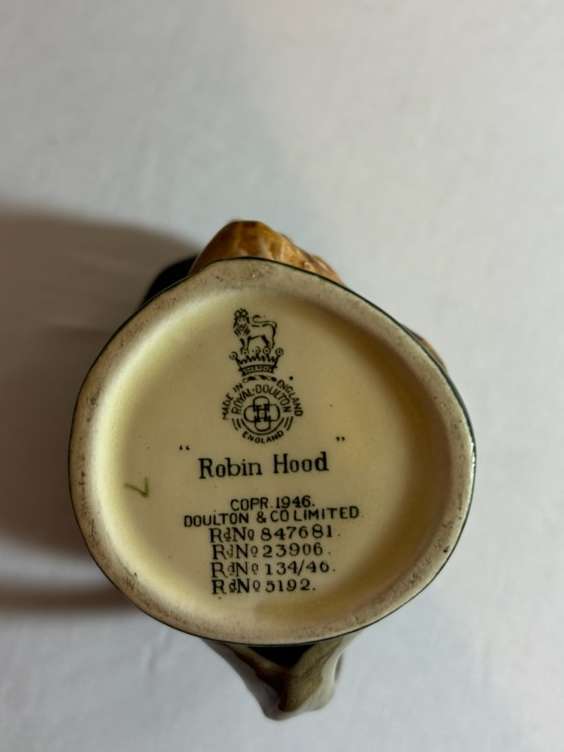 MADE IN ENGLAND
ROYAL·DOULTON
ENGLAND
"Robin Hood"
COPR. 1946.
DOULTON & CO LIMITED
RdNo 847681.
RdNo 23906.
RdNo 134/46.
RdNo 5192.
7